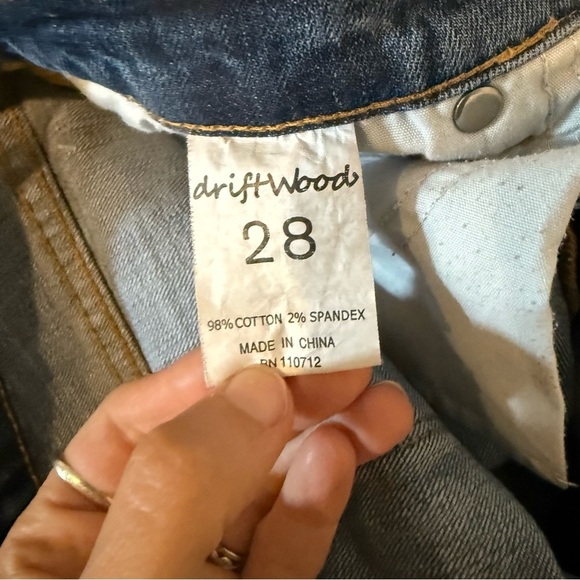 driftWood
28
98% COTTON 2% SPANDEX
MADE IN CHINA
RN 110712